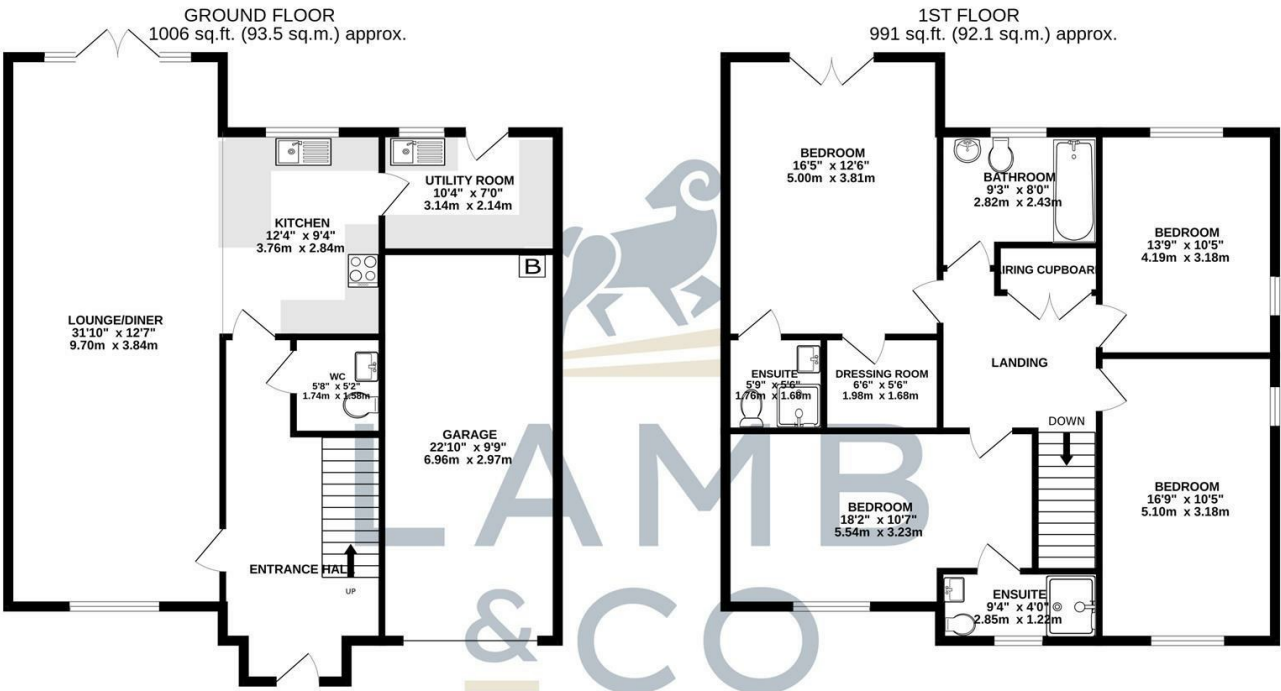 GROUND FLOOR
1006 sq.ft. (93.5 sq.m.) approx.
LOUNGE/DINER
31'10" x 12'7"
9.70m x 3.84m
KITCHEN
12'4" x 9'4"
3.76m x 2.84m
UTILITY ROOM
10'4" x 7'0"
3.14m x 2.14m
B
WC
5'8" x 5'2"
1.74m x 1.58m
GARAGE
22'10" x 9'9"
6.96m x 2.97m
ENTRANCE HALL
UP
1ST FLOOR
991 sq.ft. (92.1 sq.m.) approx.
BEDROOM
16'5" x 12'6"
5.00m x 3.81m
BATHROOM
9'3" x 8'0"
2.82m x 2.43m
BEDROOM
13'9" x 10'5"
4.19m x 3.18m
AIRING CUPBOARD
LANDING
ENSUITE
5'9" x 5'6"
1.76m x 1.68m
DRESSING ROOM
6'6" x 5'6"
1.98m x 1.68m
DOWN
BEDROOM
18'2" x 10'7"
5.54m x 3.23m
BEDROOM
16'9" x 10'5"
5.10m x 3.18m
ENSUITE
9'4" x 4'0"
2.85m x 1.22m
LAMB
& CO